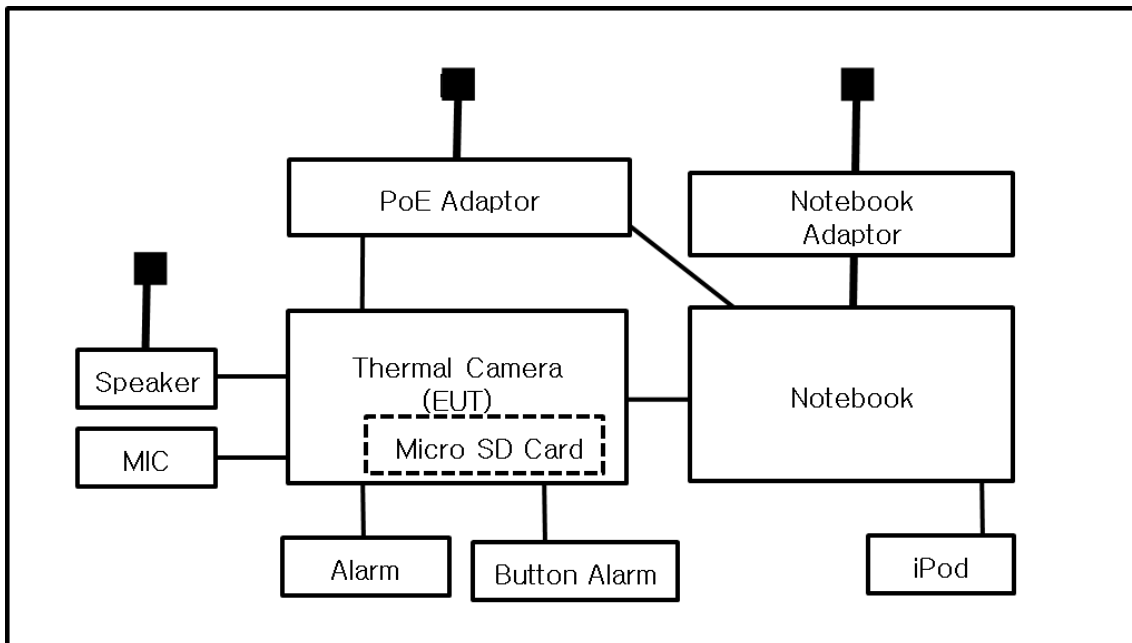 PoE Adaptor
Notebook
Adaptor
Speaker
Thermal Camera
(EUT)
Micro SD Card
Notebook
MIC
Alarm
Button Alarm
iPod